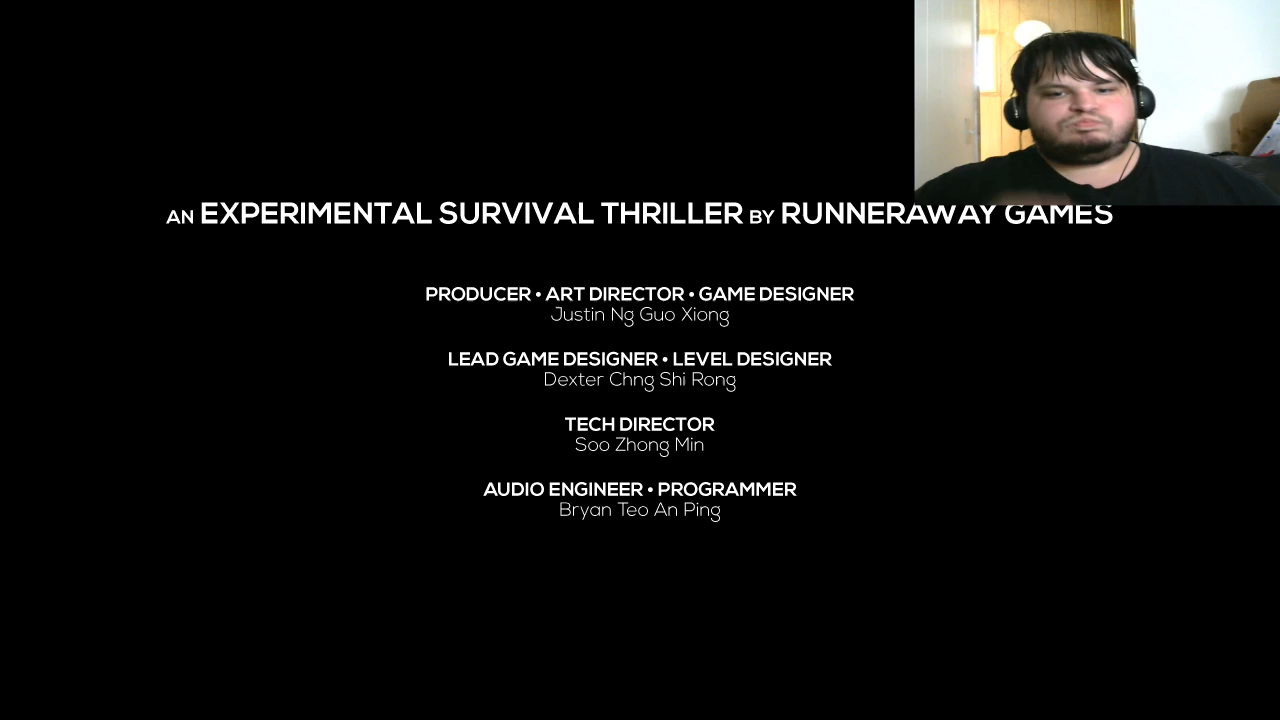 AN EXPERIMENTAL SURVIVAL THRILLER BY RUNNERAWAY GAMES
PRODUCER • ART DIRECTOR • GAME DESIGNER
Justin Ng Guo Xiong
LEAD GAME DESIGNER • LEVEL DESIGNER
Dexter Chng Shi Rong
TECH DIRECTOR
Soo Zhong Min
AUDIO ENGINEER • PROGRAMMER
Bryan Teo An Ping